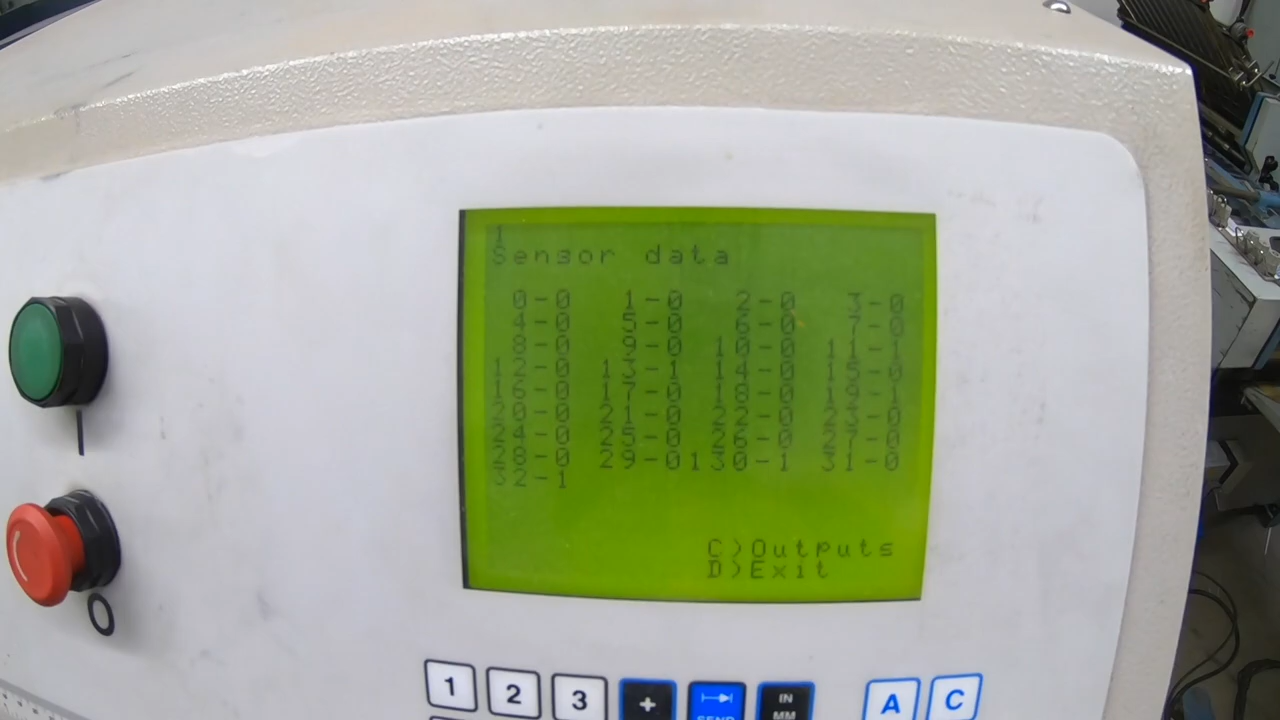 1
Sensor data
0-0 1-0 2-0 3-0
4-0 5-0 6-0 7-0
8-0 9-0 10-0 11-1
12-0 13-1 14-0 15-0
16-0 17-0 18-0 19-1
20-0 21-0 22-0 23-0
24-0 25-0 26-0 27-0
28-0 29-0 1 30-1 31-0
32-1
C)Outputs
D)Exit
1 2 3 + SEND IN MM A C
O